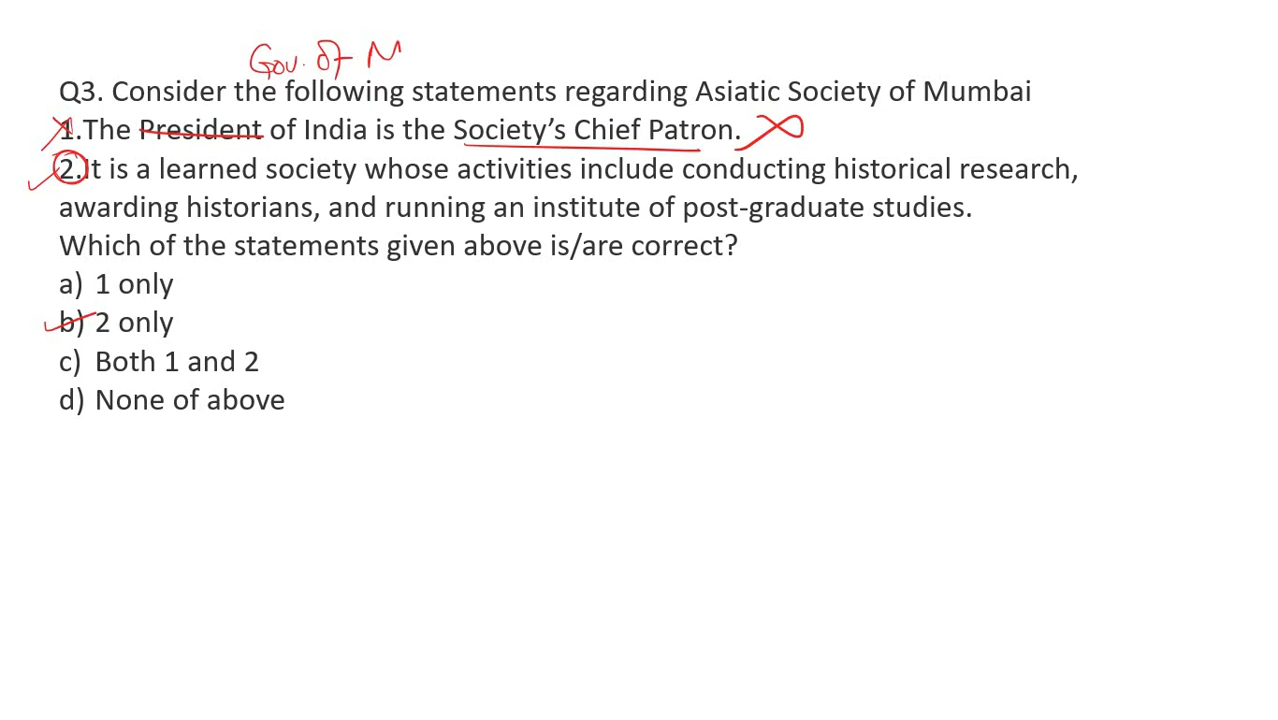 Gov. of M
Q3. Consider the following statements regarding Asiatic Society of Mumbai
1.The President of India is the Society’s Chief Patron.
2.It is a learned society whose activities include conducting historical research,
awarding historians, and running an institute of post-graduate studies.
Which of the statements given above is/are correct?
a) 1 only
b) 2 only
c) Both 1 and 2
d) None of above